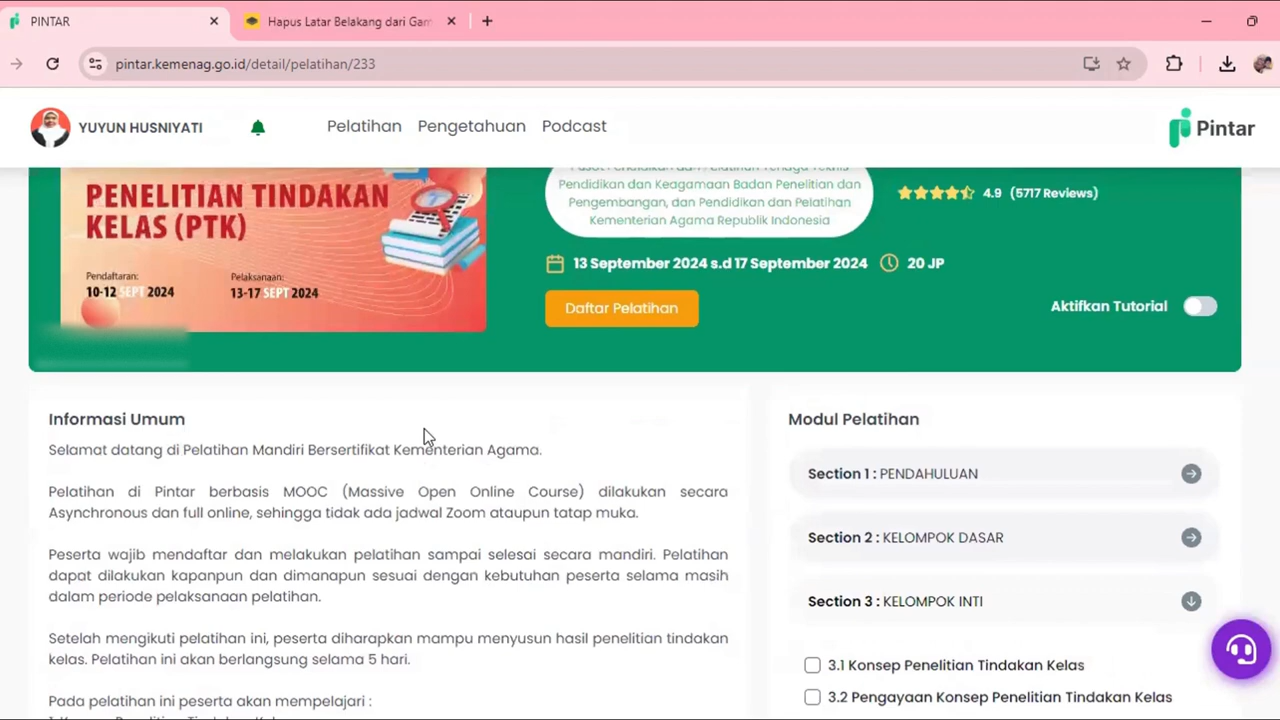 PINTAR
Hapus Latar Belakang dari Gam
pintar.kemenag.go.id/detail/pelatihan/233
YUYUN HUSNIYATI
Pelatihan Pengetahuan Podcast
Pintar
PENELITIAN TINDAKAN
KELAS (PTK)
Pendaftaran:
10-12 SEPT 2024
Pelaksanaan:
13-17 SEPT 2024
Pusat Pendidikan dan Pelatihan Tenaga Teknis
Pendidikan dan Keagamaan Badan Penelitian dan
Pengembangan, dan Pendidikan dan Pelatihan
Kementerian Agama Republik Indonesia
4.9 (5717 Reviews)
13 September 2024 s.d 17 September 2024
20 JP
Daftar Pelatihan
Aktifkan Tutorial
Informasi Umum
Selamat datang di Pelatihan Mandiri Bersertifikat Kementerian Agama.
Pelatihan di Pintar berbasis MOOC (Massive Open Online Course) dilakukan secara
Asynchronous dan full online, sehingga tidak ada jadwal Zoom ataupun tatap muka.
Peserta wajib mendaftar dan melakukan pelatihan sampai selesai secara mandiri. Pelatihan
dapat dilakukan kapanpun dan dimanapun sesuai dengan kebutuhan peserta selama masih
dalam periode pelaksanaan pelatihan.
Setelah mengikuti pelatihan ini, peserta diharapkan mampu menyusun hasil penelitian tindakan
kelas. Pelatihan ini akan berlangsung selama 5 hari.
Pada pelatihan ini peserta akan mempelajari :
Modul Pelatihan
Section 1 : PENDAHULUAN
Section 2 : KELOMPOK DASAR
Section 3 : KELOMPOK INTI
3.1 Konsep Penelitian Tindakan Kelas
3.2 Pengayaan Konsep Penelitian Tindakan Kelas